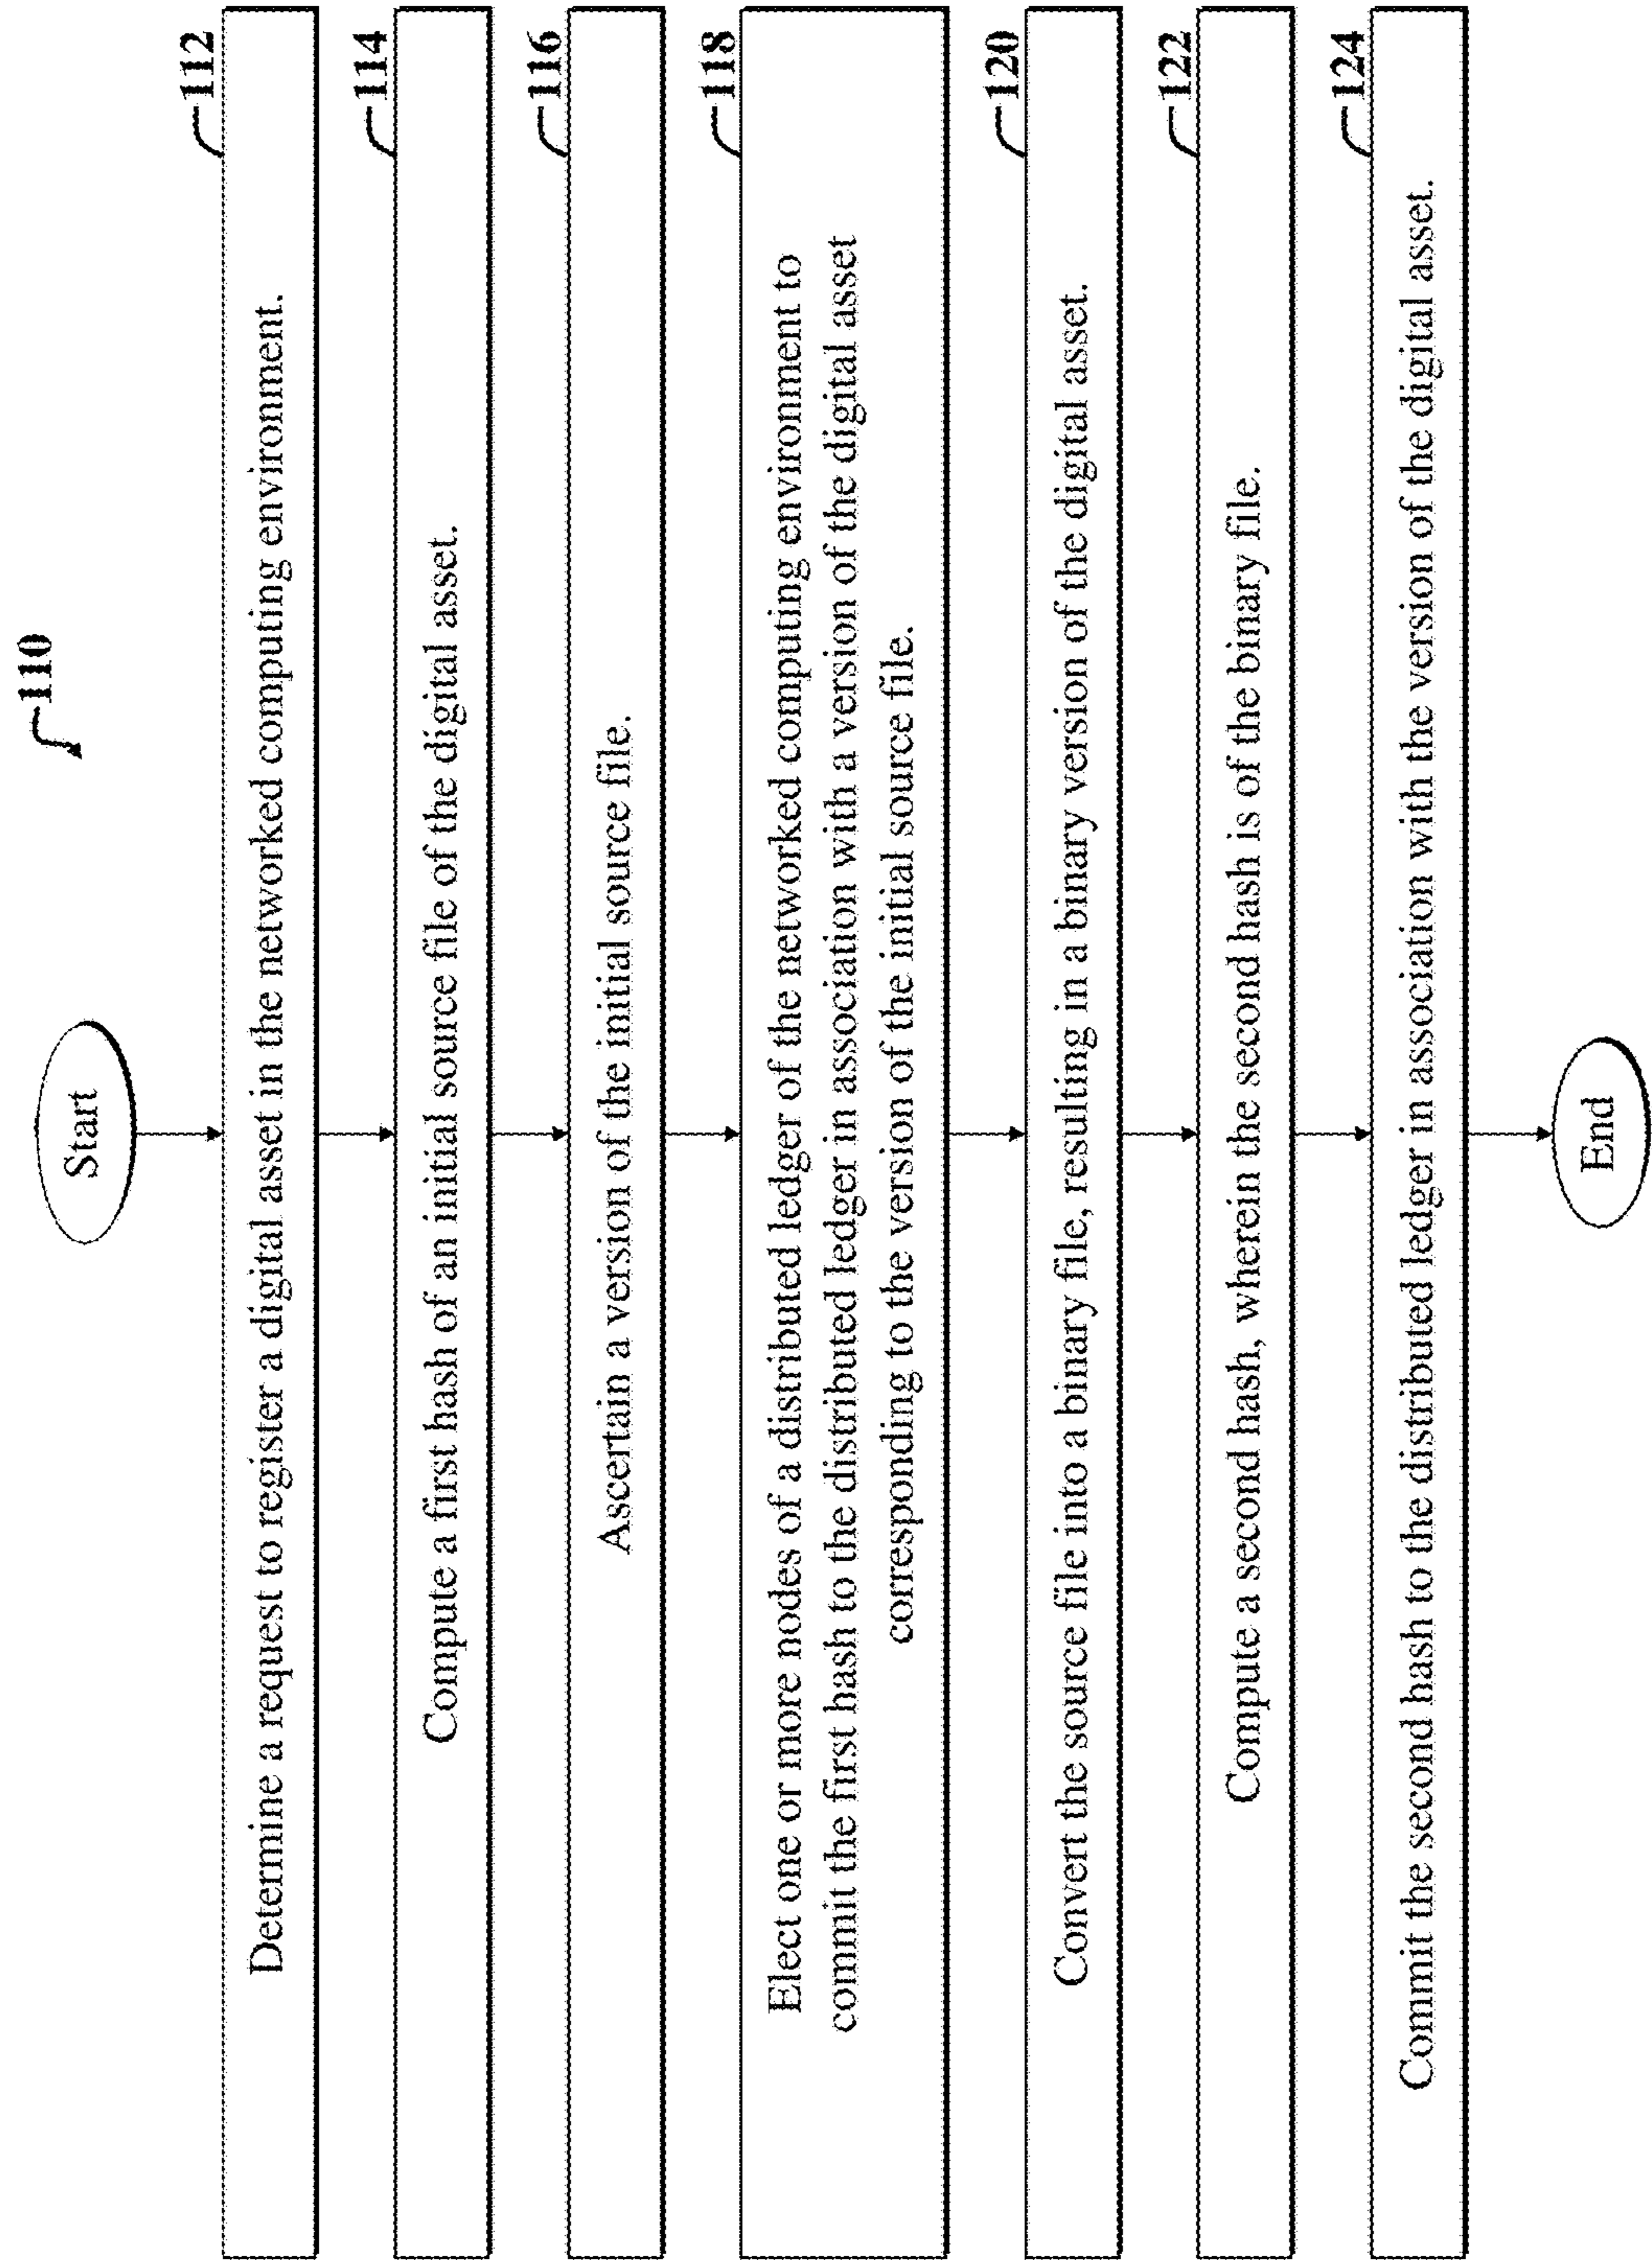 110
Start
112
Determine a request to register a digital asset in the networked computing environment.
114
Compute a first hash of an initial source file of the digital asset.
116
Ascertain a version of the initial source file.
118
Elect one or more nodes of a distributed ledger of the networked computing environment to
commit the first hash to the distributed ledger in association with a version of the digital asset
corresponding to the version of the initial source file.
120
Convert the source file into a binary file, resulting in a binary version of the digital asset.
122
Compute a second hash, wherein the second hash is of the binary file.
124
Commit the second hash to the distributed ledger in association with the version of the digital asset.
End